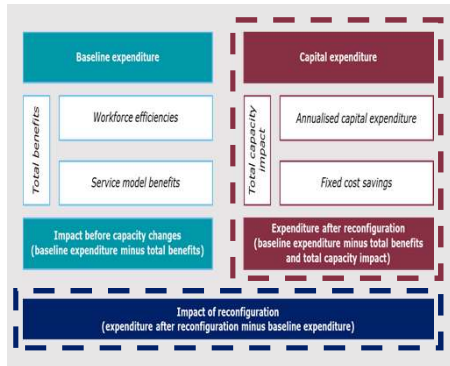 Baseline expenditure
Total benefits
Workforce efficiencies
Service model benefits
Impact before capacity changes
(baseline expenditure minus total benefits)
Capital expenditure
Total capacity
impact
Annualised capital expenditure
Fixed cost savings
Expenditure after reconfiguration
(baseline expenditure minus total benefits
and total capacity impact)
Impact of reconfiguration
(expenditure after reconfiguration minus baseline expenditure)